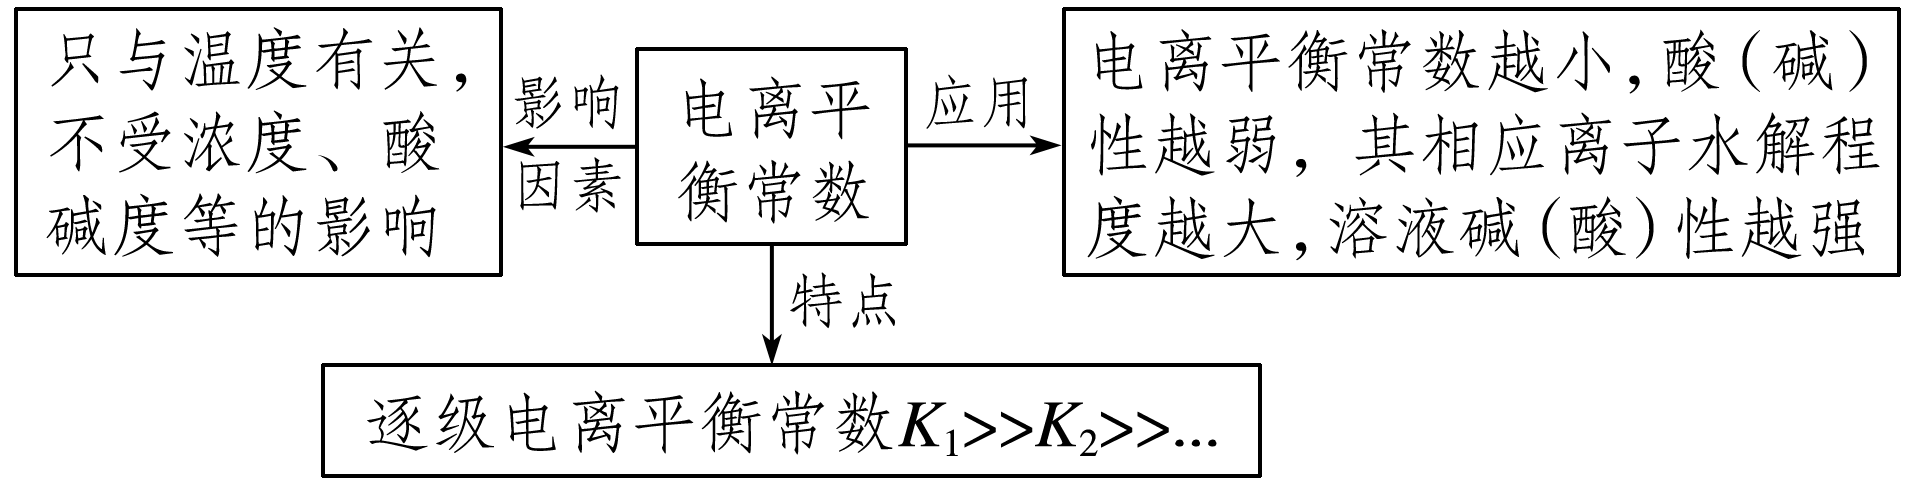 只与温度有关,
不受浓度、酸
碱度等的影响
影响
因素
电离平
衡常数
应用
电离平衡常数越小,酸(碱)
性越弱,其相应离子水解程
度越大,溶液碱(酸)性越强
特点
逐级电离平衡常数K₁>>K₂>>...